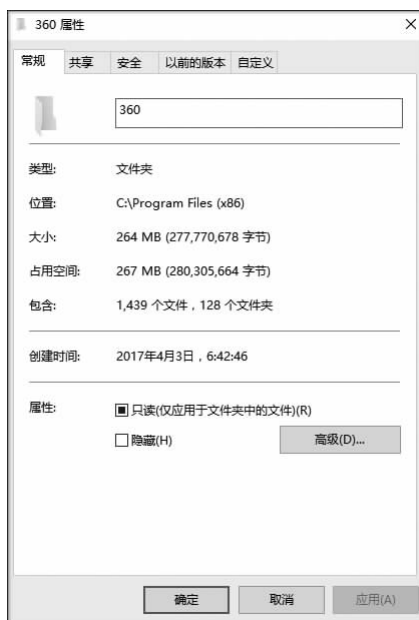 360 属性
常规 共享 安全 以前的版本 自定义
360
类型: 文件夹
位置: C:\Program Files (x86)
大小: 264 MB (277,770,678 字节)
占用空间: 267 MB (280,305,664 字节)
包含: 1,439 个文件，128 个文件夹
创建时间: 2017年4月3日，6:42:46
属性: 只读(仅应用于文件夹中的文件)(R)
隐藏(H) 高级(D)...
确定 取消 应用(A)